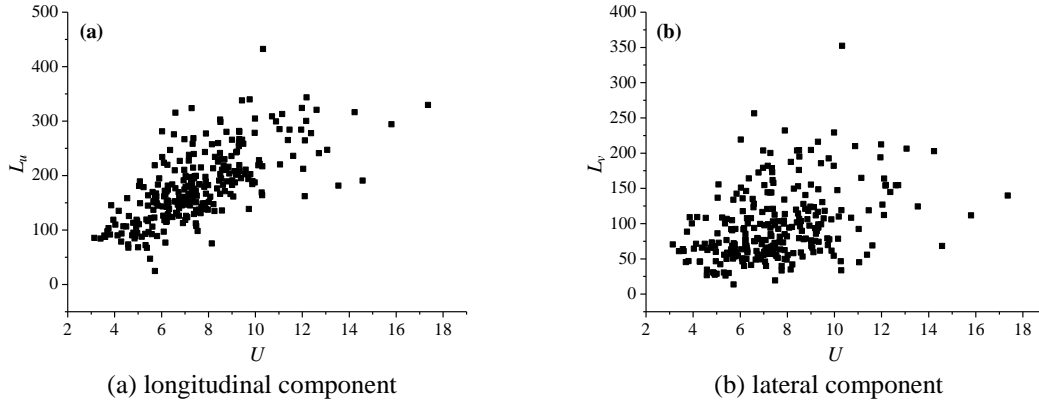 500
400
300
200
100
0
L_u
(a)
2 4 6 8 10 12 14 16 18
U
(a) longitudinal component
400
350
300
250
200
150
100
50
0
L_v
(b)
2 4 6 8 10 12 14 16 18
U
(b) lateral component